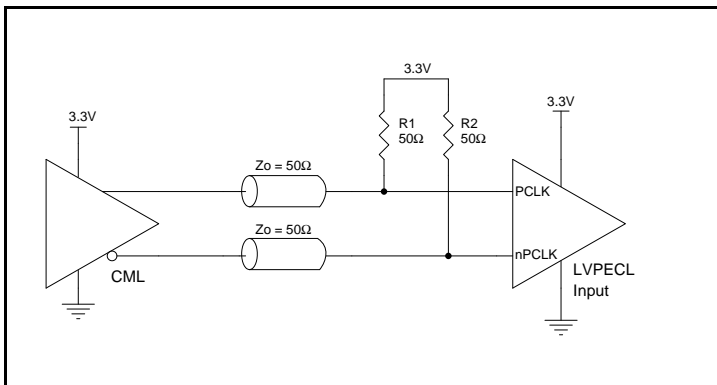 3.3V
3.3V
R1
50Ω
R2
50Ω
3.3V
Zo = 50Ω
PCLK
Zo = 50Ω
nPCLK
CML
LVPECL
Input